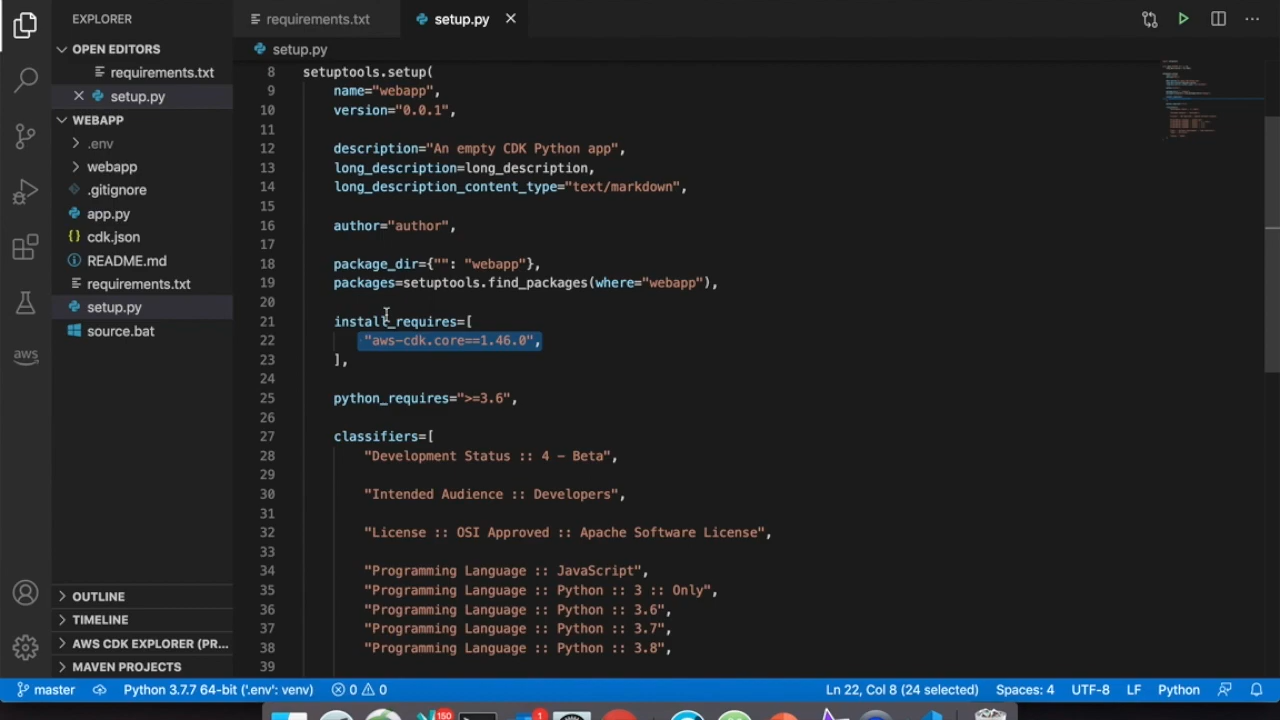 EXPLORER
requirements.txt
setup.py
OPEN EDITORS
requirements.txt
setup.py
WEBAPP
.env
webapp
.gitignore
app.py
cdk.json
README.md
requirements.txt
setup.py
source.bat
OUTLINE
TIMELINE
AWS CDK EXPLORER (PR...
MAVEN PROJECTS
aws
setup.py
8 setuptools.setup(
9 name="webapp",
10 version="0.0.1",
11
12 description="An empty CDK Python app",
13 long_description=long_description,
14 long_description_content_type="text/markdown",
15
16 author="author",
17
18 package_dir={"": "webapp"},
19 packages=setuptools.find_packages(where="webapp"),
20
21 install_requires=[
22 "aws-cdk.core==1.46.0",
23 ],
24
25 python_requires=">=3.6",
26
27 classifiers=[
28 "Development Status :: 4 - Beta",
29
30 "Intended Audience :: Developers",
31
32 "License :: OSI Approved :: Apache Software License",
33
34 "Programming Language :: JavaScript",
35 "Programming Language :: Python :: 3 :: Only",
36 "Programming Language :: Python :: 3.6",
37 "Programming Language :: Python :: 3.7",
38 "Programming Language :: Python :: 3.8",
39
master Python 3.7.7 64-bit ('.env': venv) 0 0 Ln 22, Col 8 (24 selected) Spaces: 4 UTF-8 LF Python
150
1